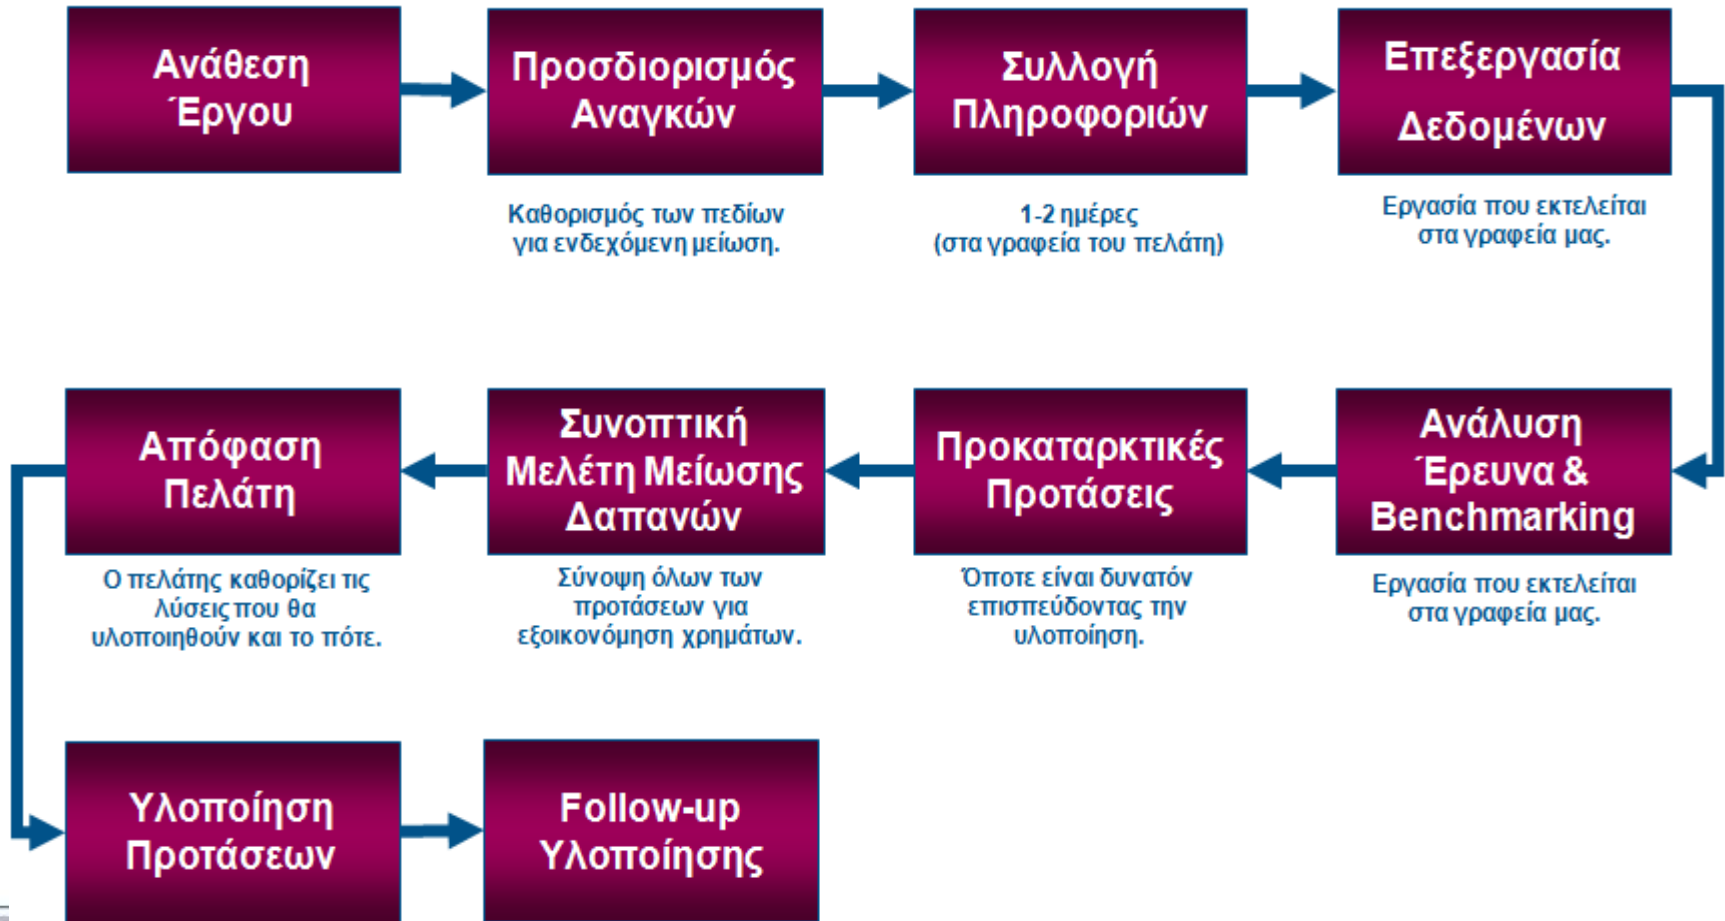 Ανάθεση
Έργου
Προσδιορισμός
Αναγκών
Καθορισμός των πεδίων
για ενδεχόμενη μείωση.
Συλλογή
Πληροφοριών
1-2 ημέρες
(στα γραφεία του πελάτη)
Επεξεργασία
Δεδομένων
Εργασία που εκτελείται
στα γραφεία μας.
Ανάλυση
Έρευνα &
Benchmarking
Εργασία που εκτελείται
στα γραφεία μας.
Προκαταρκτικές
Προτάσεις
Όποτε είναι δυνατόν
επισπεύδοντας την
υλοποίηση.
Συνοπτική
Μελέτη Μείωσης
Δαπανών
Σύνοψη όλων των
προτάσεων για
εξοικονόμηση χρημάτων.
Απόφαση
Πελάτη
Ο πελάτης καθορίζει τις
λύσεις που θα
υλοποιηθούν και το πότε.
Υλοποίηση
Προτάσεων
Follow-up
Υλοποίησης